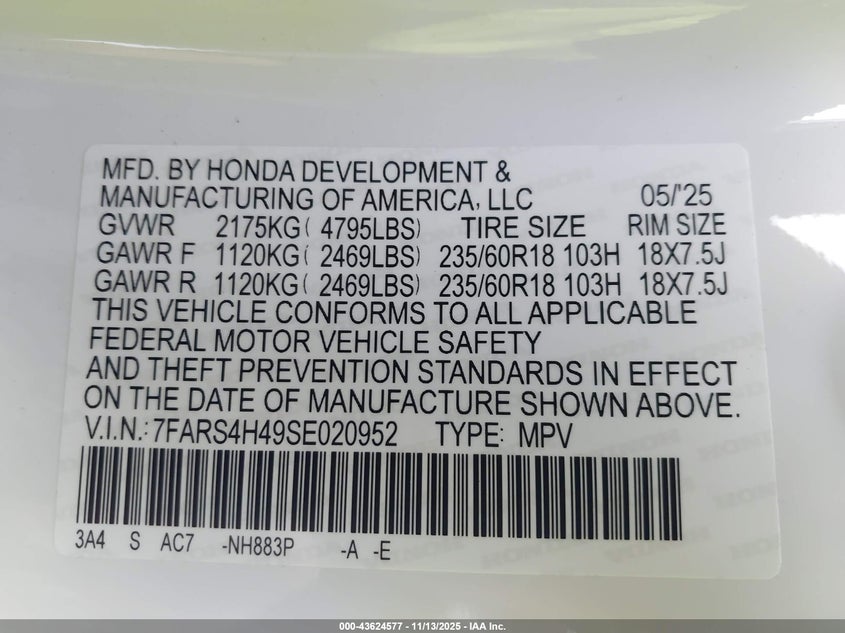 MFD. BY HONDA DEVELOPMENT &
MANUFACTURING OF AMERICA, LLC 05/'25
GVWR 2175KG( 4795LBS) TIRE SIZE RIM SIZE
GAWR F 1120KG( 2469LBS) 235/60R18 103H 18X7.5J
GAWR R 1120KG( 2469LBS) 235/60R18 103H 18X7.5J
THIS VEHICLE CONFORMS TO ALL APPLICABLE
FEDERAL MOTOR VEHICLE SAFETY
AND THEFT PREVENTION STANDARDS IN EFFECT
ON THE DATE OF MANUFACTURE SHOWN ABOVE.
V.I.N.: 7FARS4H49SE020952 TYPE: MPV
3A4 S AC7 -NH883P -A -E
000-43624577 - 11/13/2025 - IAA Inc.